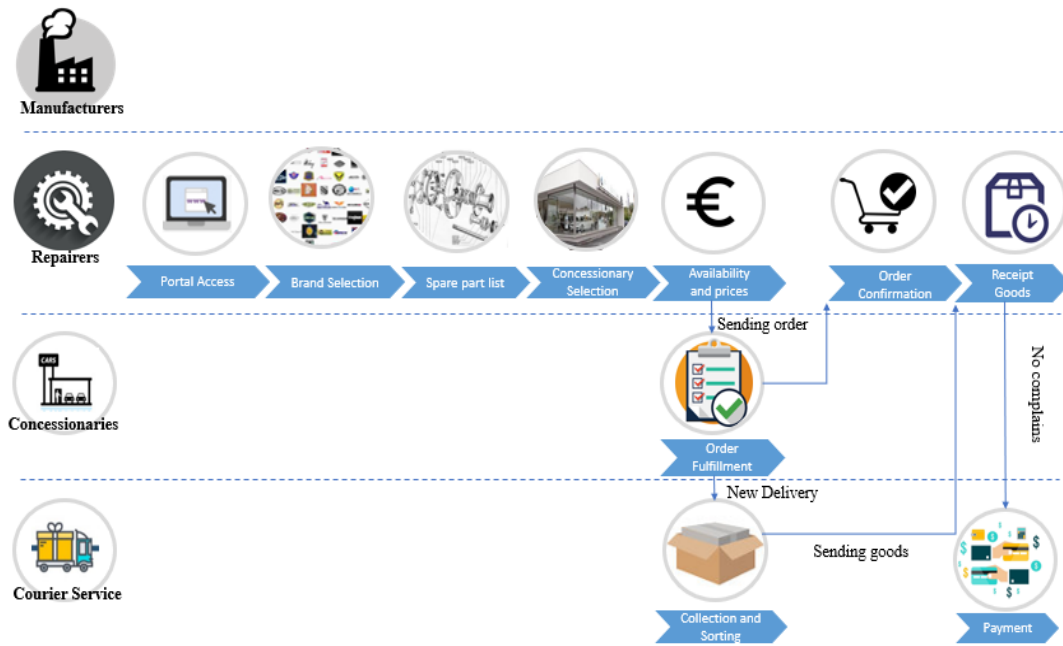 Manufacturers
Repairers
Portal Access
Brand Selection
Spare part list
Concessionary
Selection
Availability
and prices
Order
Confirmation
Receipt
Goods
Sending order
CARS
Concessionaries
No complains
Order
Fulfillment
New Delivery
Sending goods
Courier Service
Collection and
Sorting
Payment